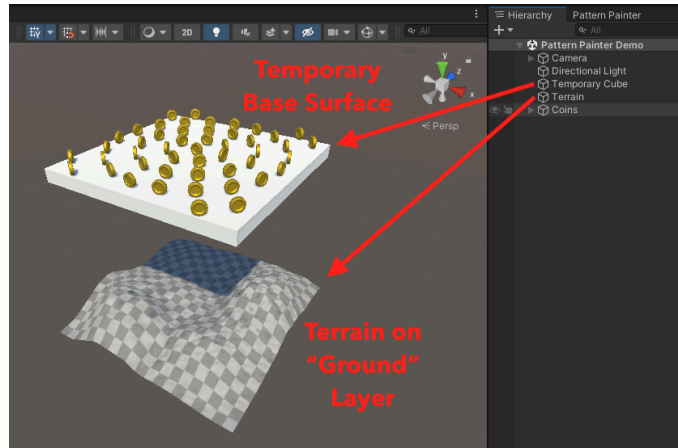 Hierarchy
Pattern Painter
2D
All
All
Pattern Painter Demo
Camera
Directional Light
Temporary Cube
Terrain
Coins
y
z
x
Persp
Temporary
Base Surface
Terrain on
“Ground”
Layer